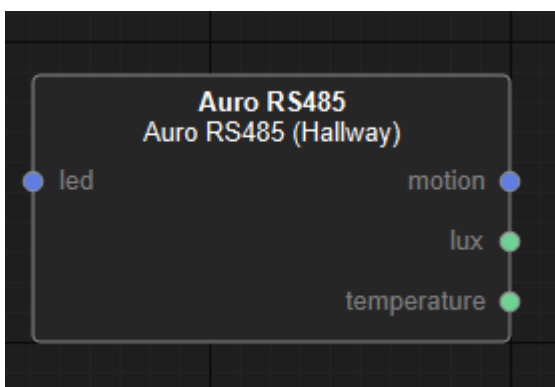 Auro RS485
Auro RS485 (Hallway)
led
motion
lux
temperature